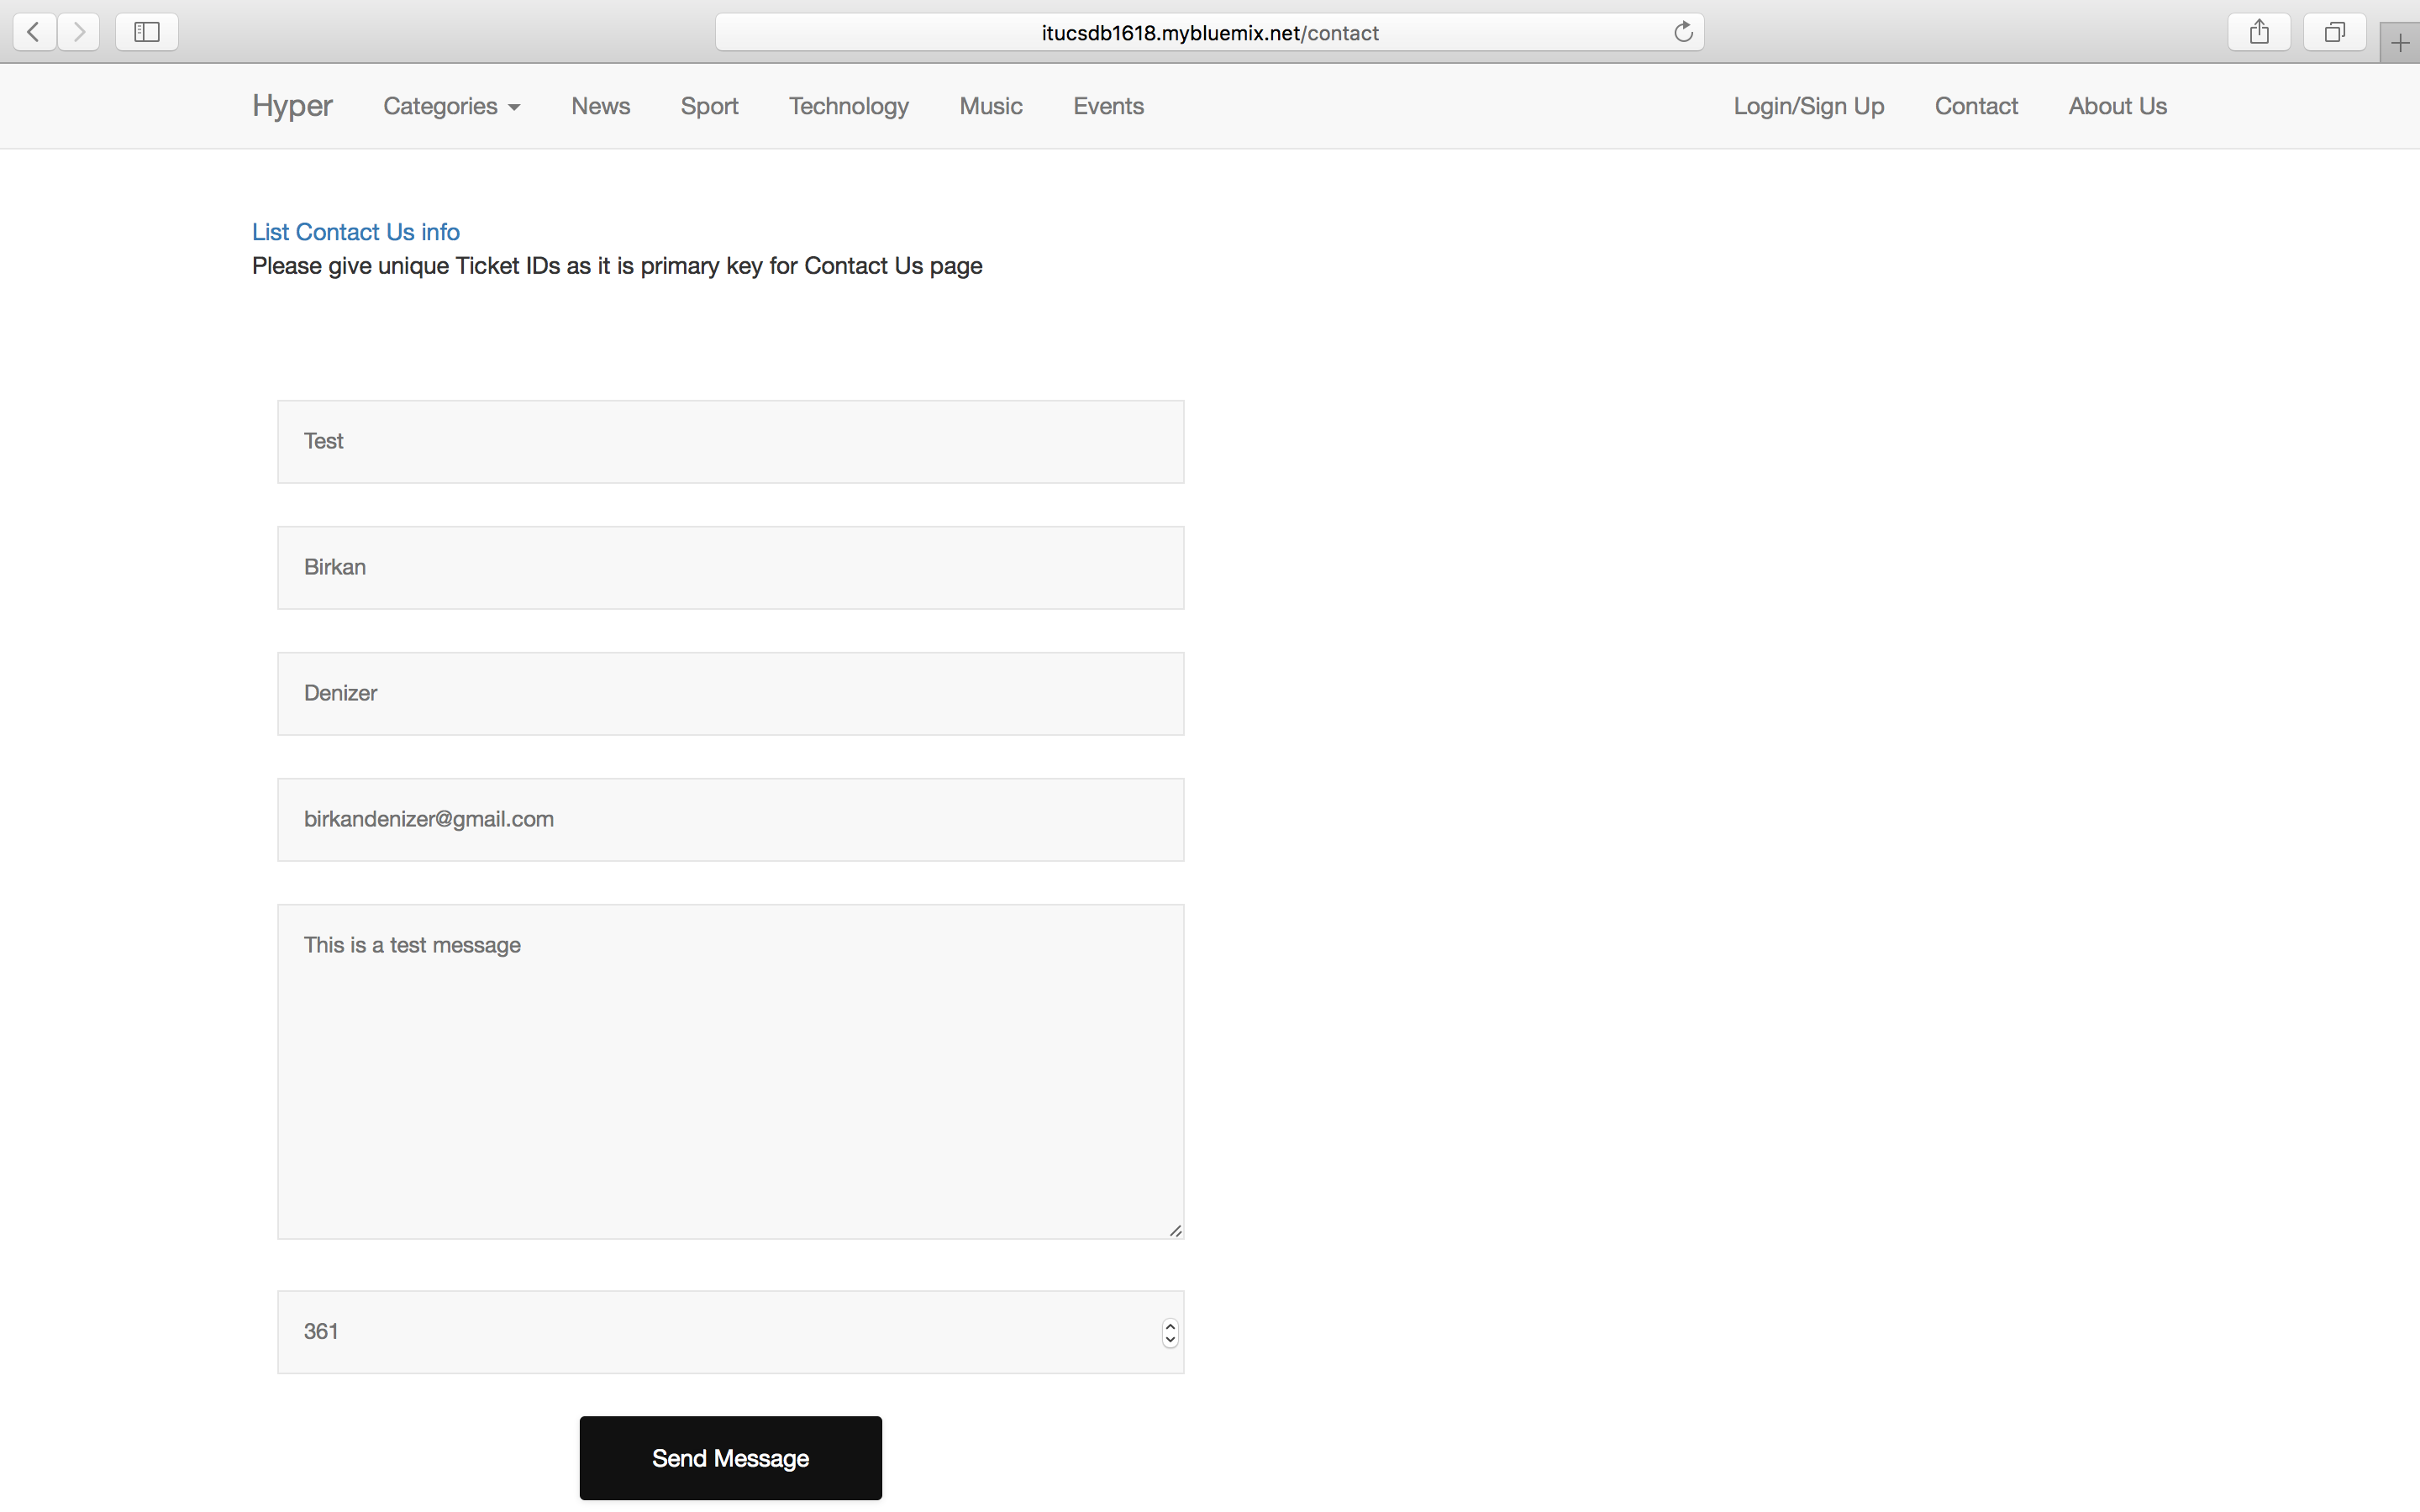 itucsdb1618.mybluemix.net/contact
Hyper Categories News Sport Technology Music Events Login/Sign Up Contact About Us
List Contact Us info
Please give unique Ticket IDs as it is primary key for Contact Us page
Test
Birkan
Denizer
birkandenizer@gmail.com
This is a test message
361
Send Message